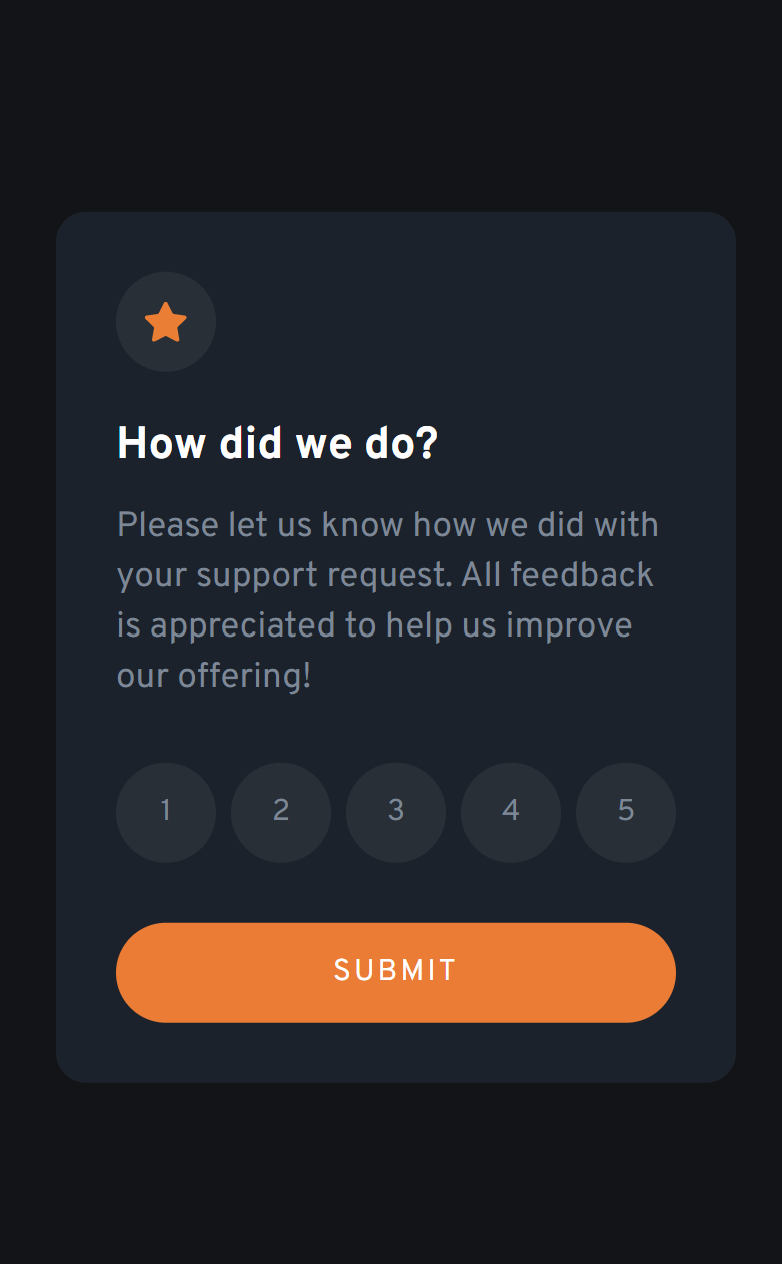 How did we do?
Please let us know how we did with
your support request. All feedback
is appreciated to help us improve
our offering!
1 2 3 4 5
SUBMIT